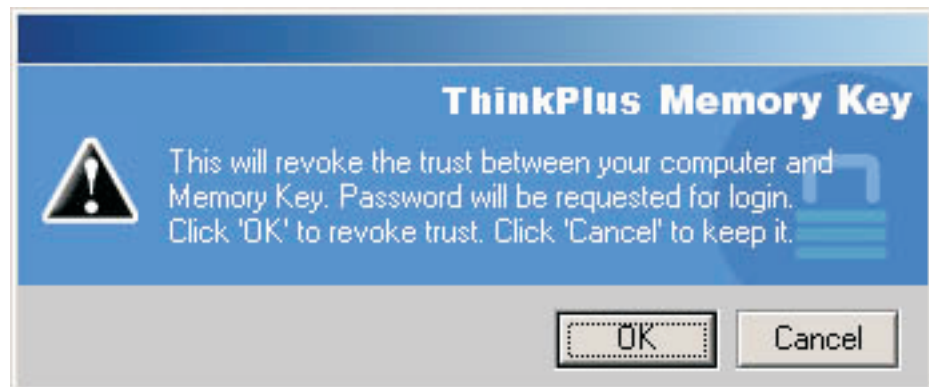 ThinkPlus Memory Key
This will revoke the trust between your computer and
Memory Key. Password will be requested for login.
Click 'OK' to revoke trust. Click 'Cancel' to keep it.
OK
Cancel